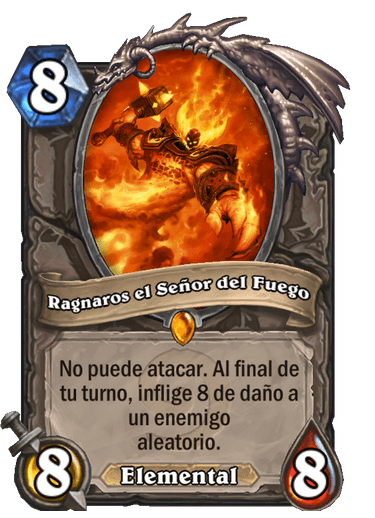 8
Ragnaros el Señor del Fuego
No puede atacar. Al final de
tu turno, inflige 8 de daño a
un enemigo
aleatorio.
8
Elemental
8